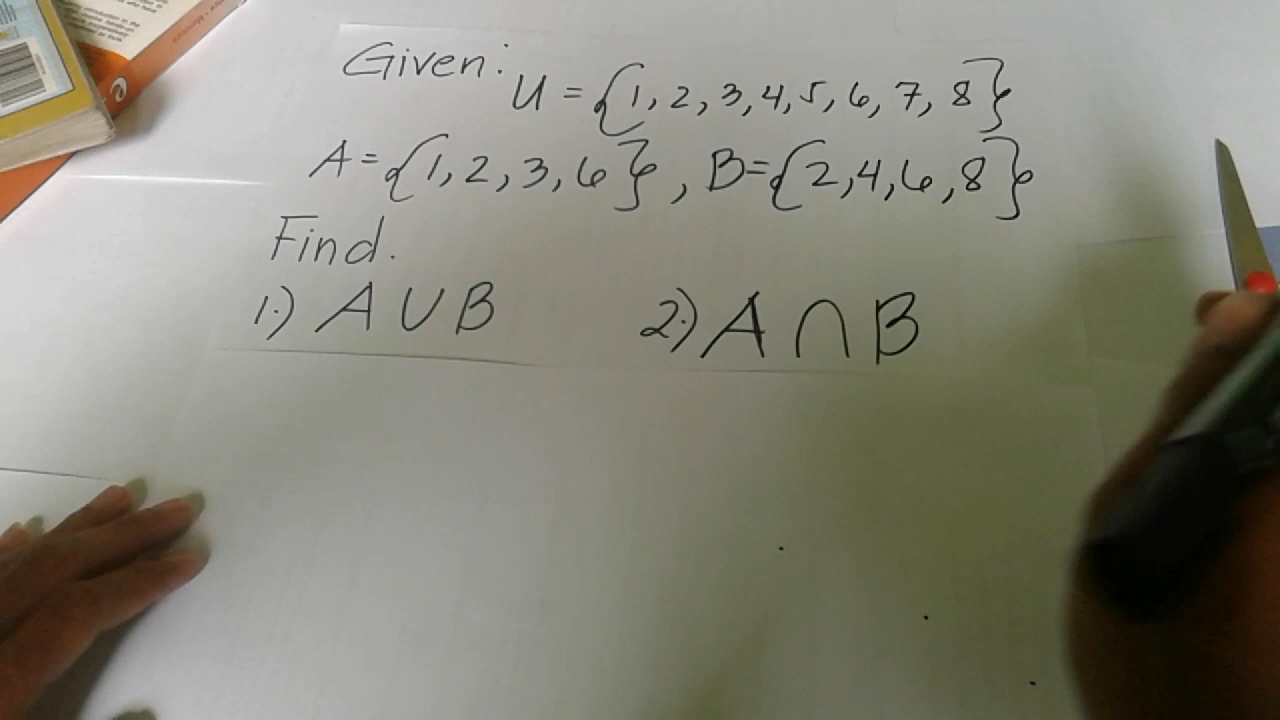 Given:
U = {1, 2, 3, 4, 5, 6, 7, 8}
A = {1, 2, 3, 6}, B = {2, 4, 6, 8}
Find.
1.) A ∪ B 2.) A ∩ B